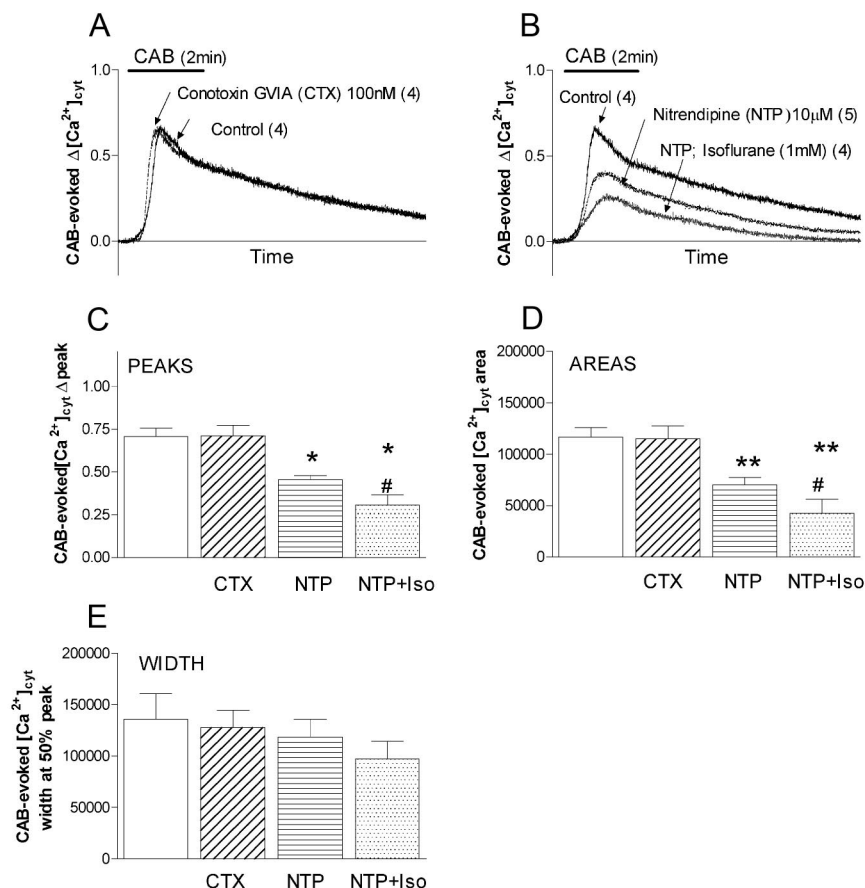 A
CAB (2min)
1.0
0.5
0.0
CAB-evoked Δ[Ca²⁺]cyt
Conotoxin GVIA (CTX) 100nM (4)
Control (4)
Time
B
CAB (2min)
1.0
0.5
0.0
CAB-evoked Δ[Ca²⁺]cyt
Control (4)
Nitrendipine (NTP)10μM (5)
NTP; Isoflurane (1mM) (4)
Time
C
PEAKS
CAB-evoked[Ca²⁺]cyt Δpeak
1.00
0.75
0.50
0.25
0.00
*
*
#
CTX NTP NTP+Iso
D
AREAS
CAB-evoked [Ca²⁺]cyt area
200000
150000
100000
50000
0
**
**
#
CTX NTP NTP+Iso
E
WIDTH
CAB-evoked [Ca²⁺]cyt
width at 50% peak
200000
150000
100000
50000
0
CTX NTP NTP+Iso